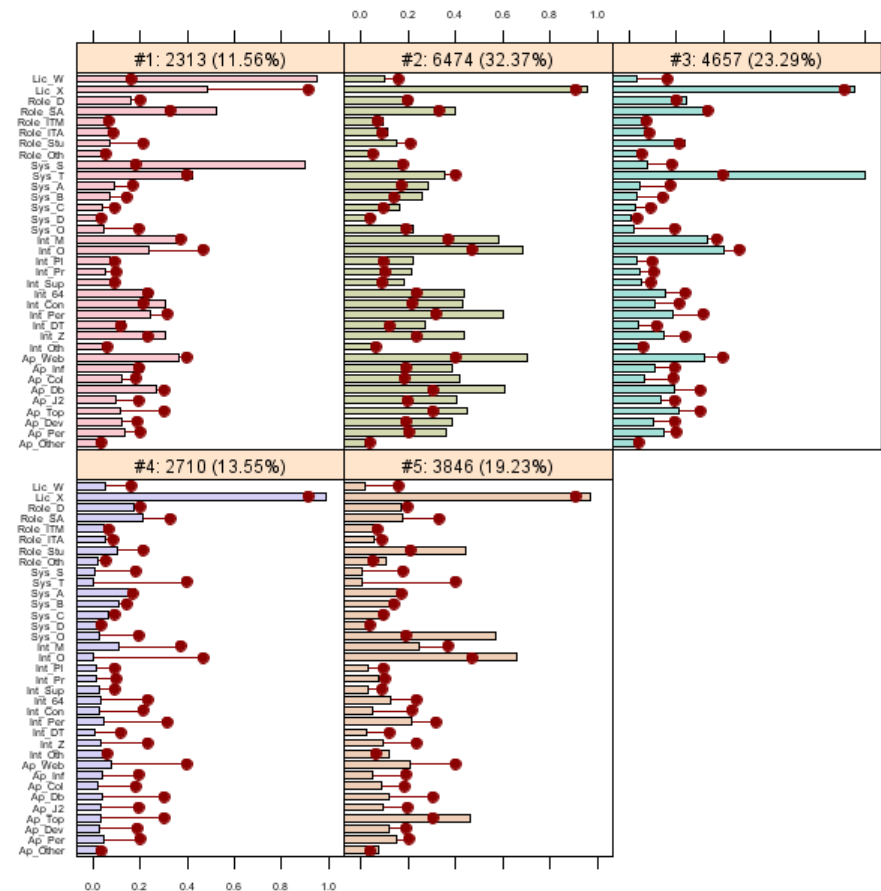 0.0 0.2 0.4 0.6 0.8 1.0
#1: 2313 (11.56%) #2: 6474 (32.37%) #3: 4657 (23.29%)
Lic_W
Lic_X
Role_D
Role_SA
Role_ITM
Role_ITA
Role_Stu
Role_Oth
Sys_S
Sys_T
Sys_A
Sys_B
Sys_C
Sys_D
Sys_O
Int_M
Int_O
Int_Pl
Int_Pr
Int_Sup
Int_64
Int_Con
Int_Per
Int_DT
Int_Z
Int_Oth
Ap_Web
Ap_Inf
Ap_Col
Ap_Db
Ap_J2
Ap_Top
Ap_Dev
Ap_Per
Ap_Other
#4: 2710 (13.55%) #5: 3846 (19.23%)
Lic_W
Lic_X
Role_D
Role_SA
Role_ITM
Role_ITA
Role_Stu
Role_Oth
Sys_S
Sys_T
Sys_A
Sys_B
Sys_C
Sys_D
Sys_O
Int_M
Int_O
Int_Pl
Int_Pr
Int_Sup
Int_64
Int_Con
Int_Per
Int_DT
Int_Z
Int_Oth
Ap_Web
Ap_Inf
Ap_Col
Ap_Db
Ap_J2
Ap_Top
Ap_Dev
Ap_Per
Ap_Other
0.0 0.2 0.4 0.6 0.8 1.0